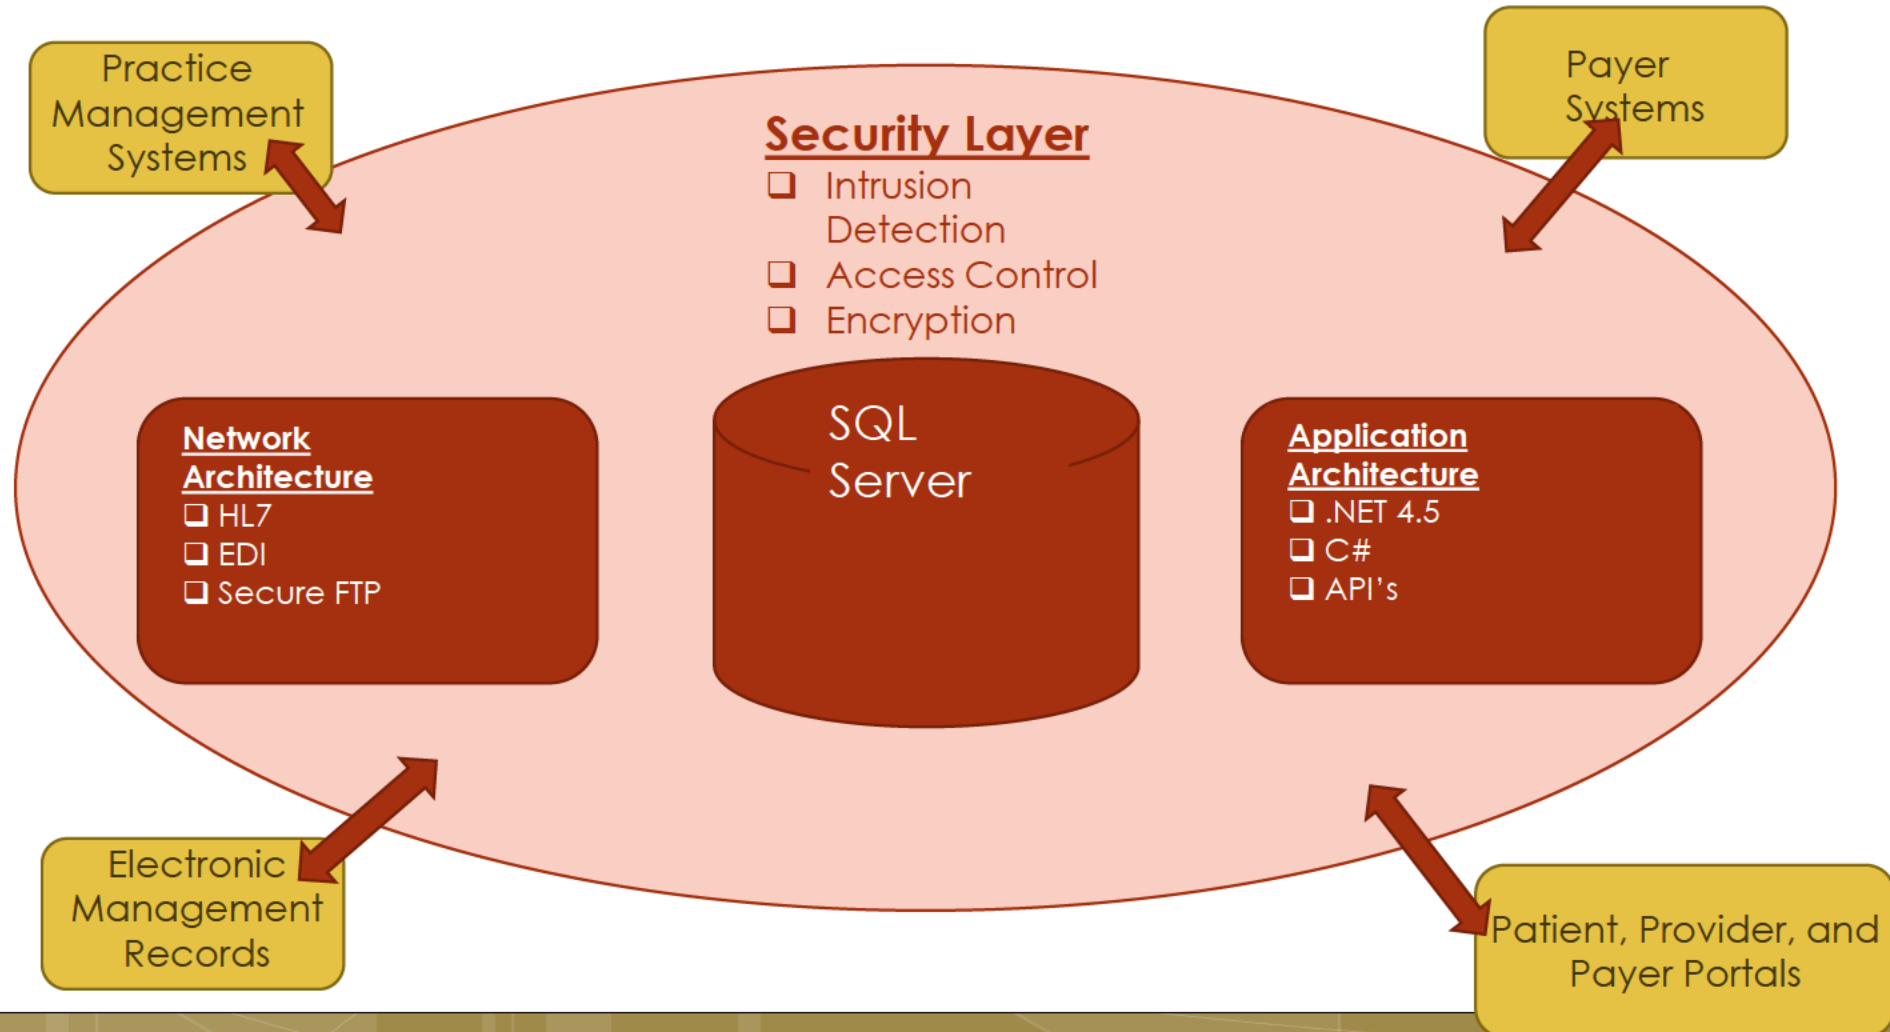 Practice
Management
Systems
Payer
Systems
Security Layer
❑ Intrusion
Detection
❑ Access Control
❑ Encryption
Network
Architecture
❑ HL7
❑ EDI
❑ Secure FTP
SQL
Server
Application
Architecture
❑ .NET 4.5
❑ C#
❑ API’s
Electronic
Management
Records
Patient, Provider, and
Payer Portals